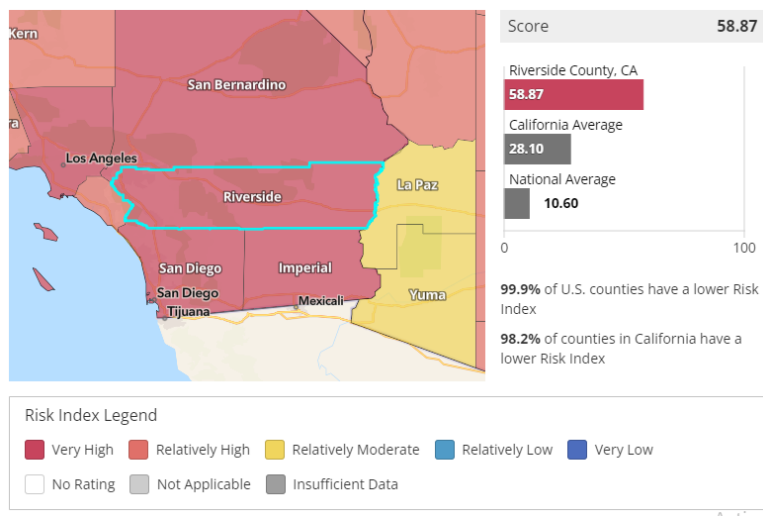 Kern
San Bernardino
ra
Los Angeles
Riverside
La Paz
San Diego
Imperial
San Diego
Mexicali
Yuma
Tijuana
Score 58.87
Riverside County, CA
58.87
California Average
28.10
National Average
10.60
0 100
99.9% of U.S. counties have a lower Risk
Index
98.2% of counties in California have a
lower Risk Index
Risk Index Legend
Very High Relatively High Relatively Moderate Relatively Low Very Low
No Rating Not Applicable Insufficient Data